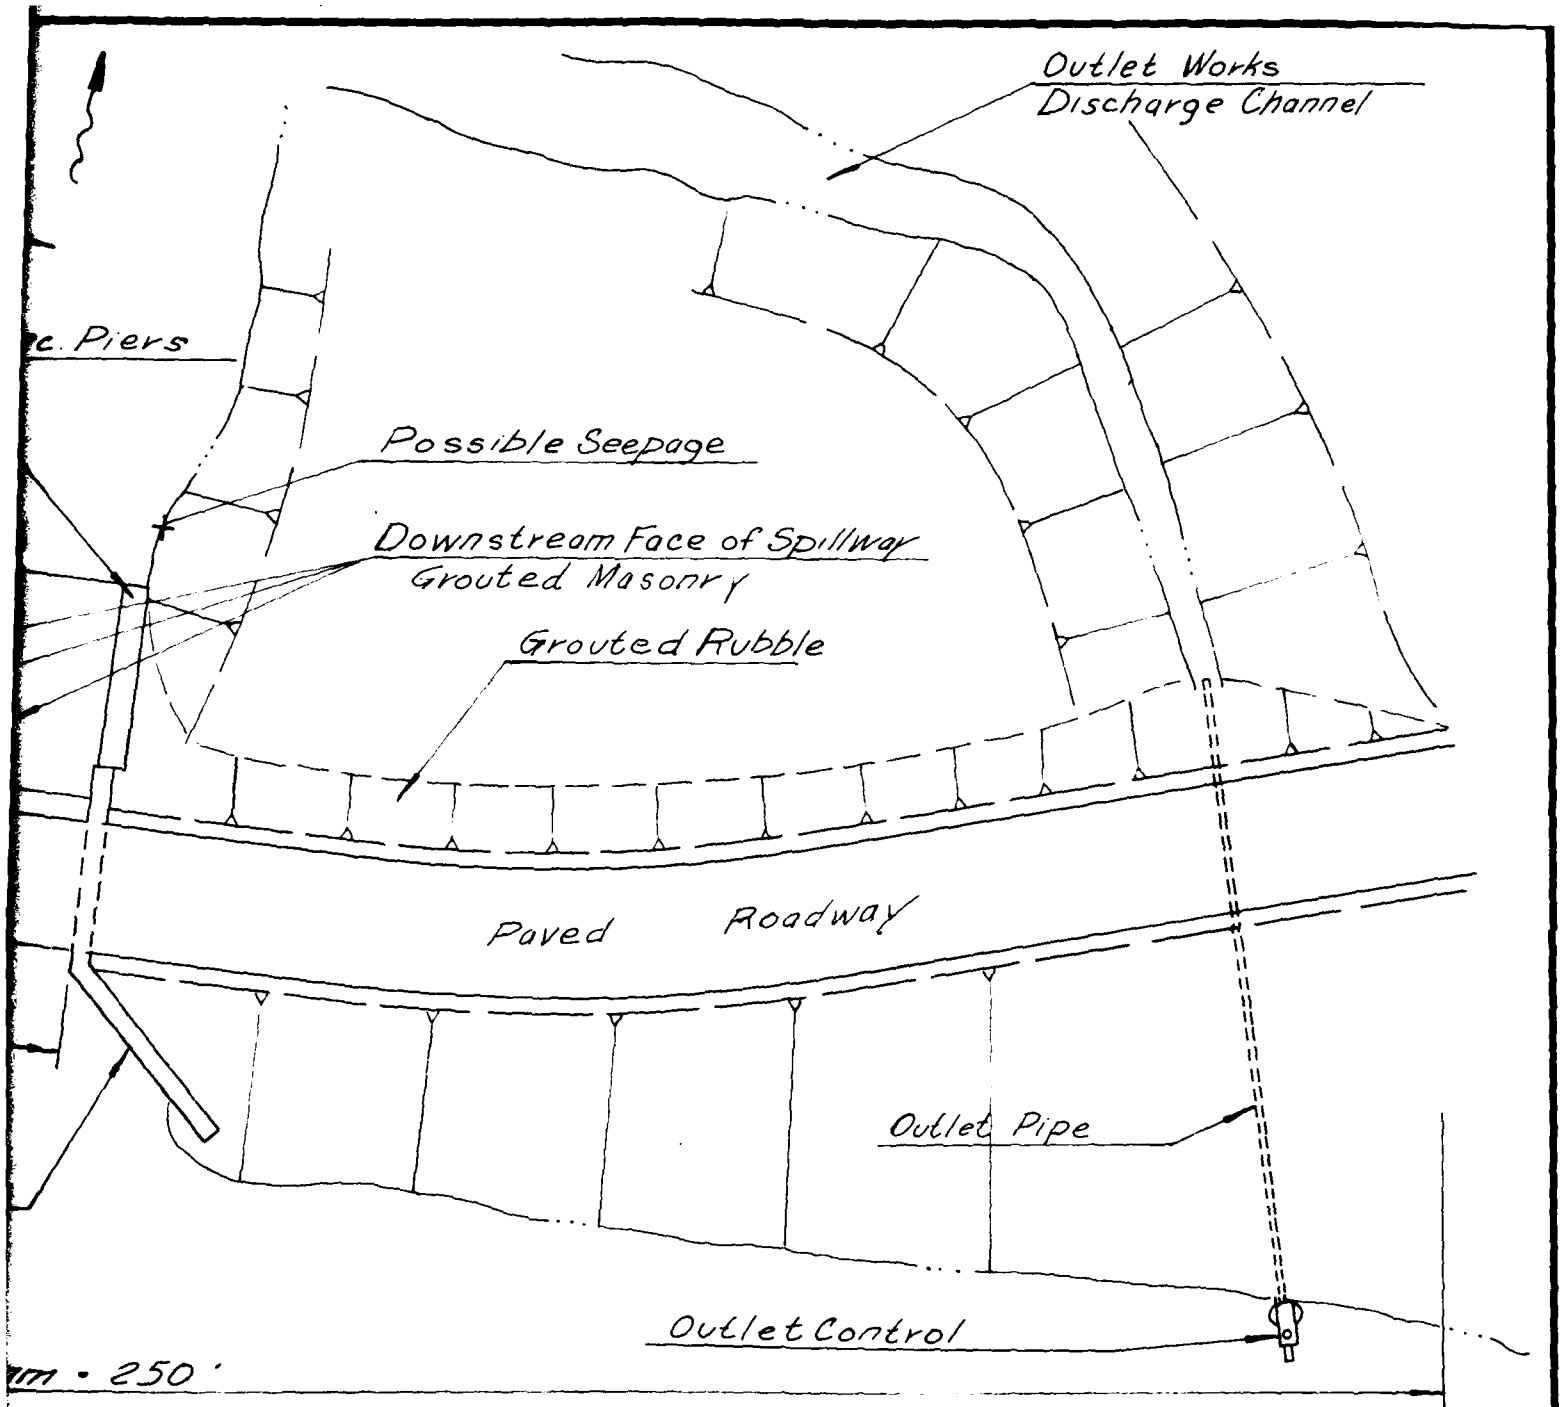 Outlet Works
Discharge Channel
c. Piers
Possible Seepage
Downstream Face of Spillway
Grouted Masonry
Grouted Rubble
Paved Roadway
Outlet Pipe
Outlet Control
m - 250'